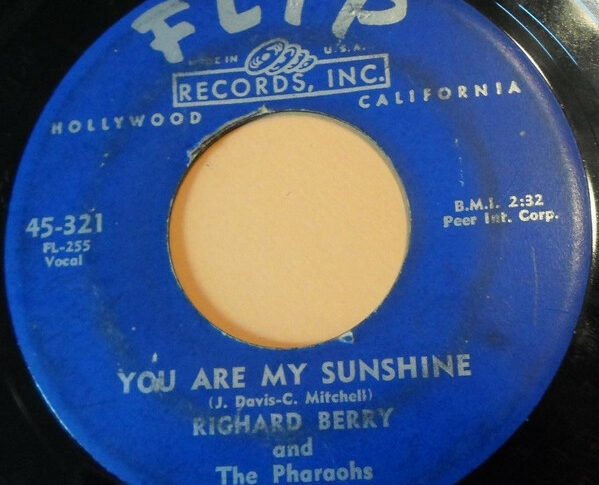 FLIP
MADE IN U.S.A.
RECORDS, INC.
HOLLYWOOD CALIFORNIA
45-321
FL-255
Vocal
B.M.I. 2:32
Peer Int. Corp.
YOU ARE MY SUNSHINE
(J. Davis-C. Mitchell)
RICHARD BERRY
and
The Pharaohs